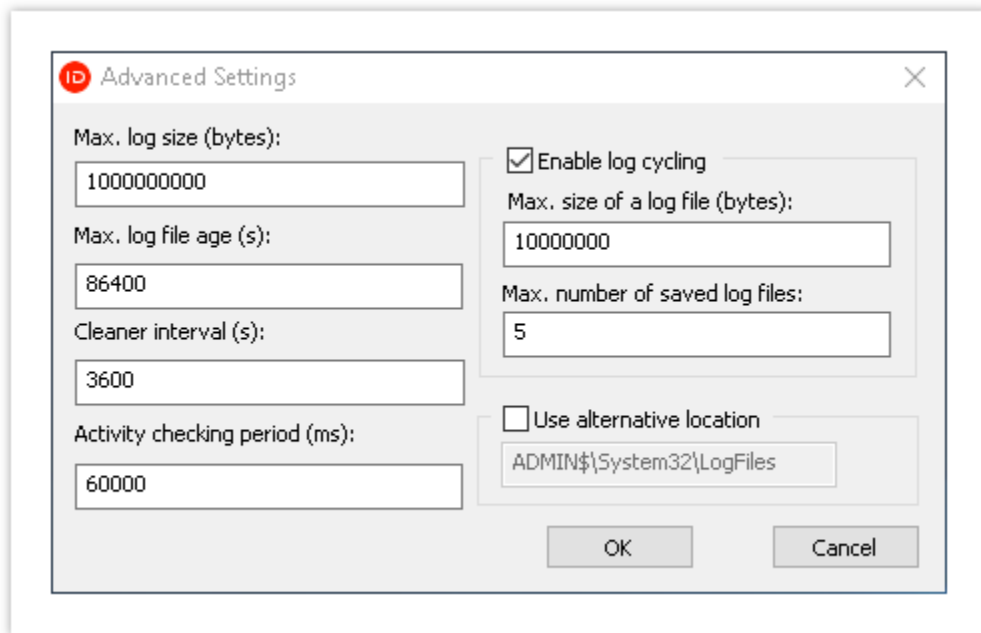 ID Advanced Settings
Max. log size (bytes):
1000000000
Max. log file age (s):
86400
Cleaner interval (s):
3600
Activity checking period (ms):
60000
Enable log cycling
Max. size of a log file (bytes):
10000000
Max. number of saved log files:
5
Use alternative location
ADMIN$\System32\LogFiles
OK
Cancel